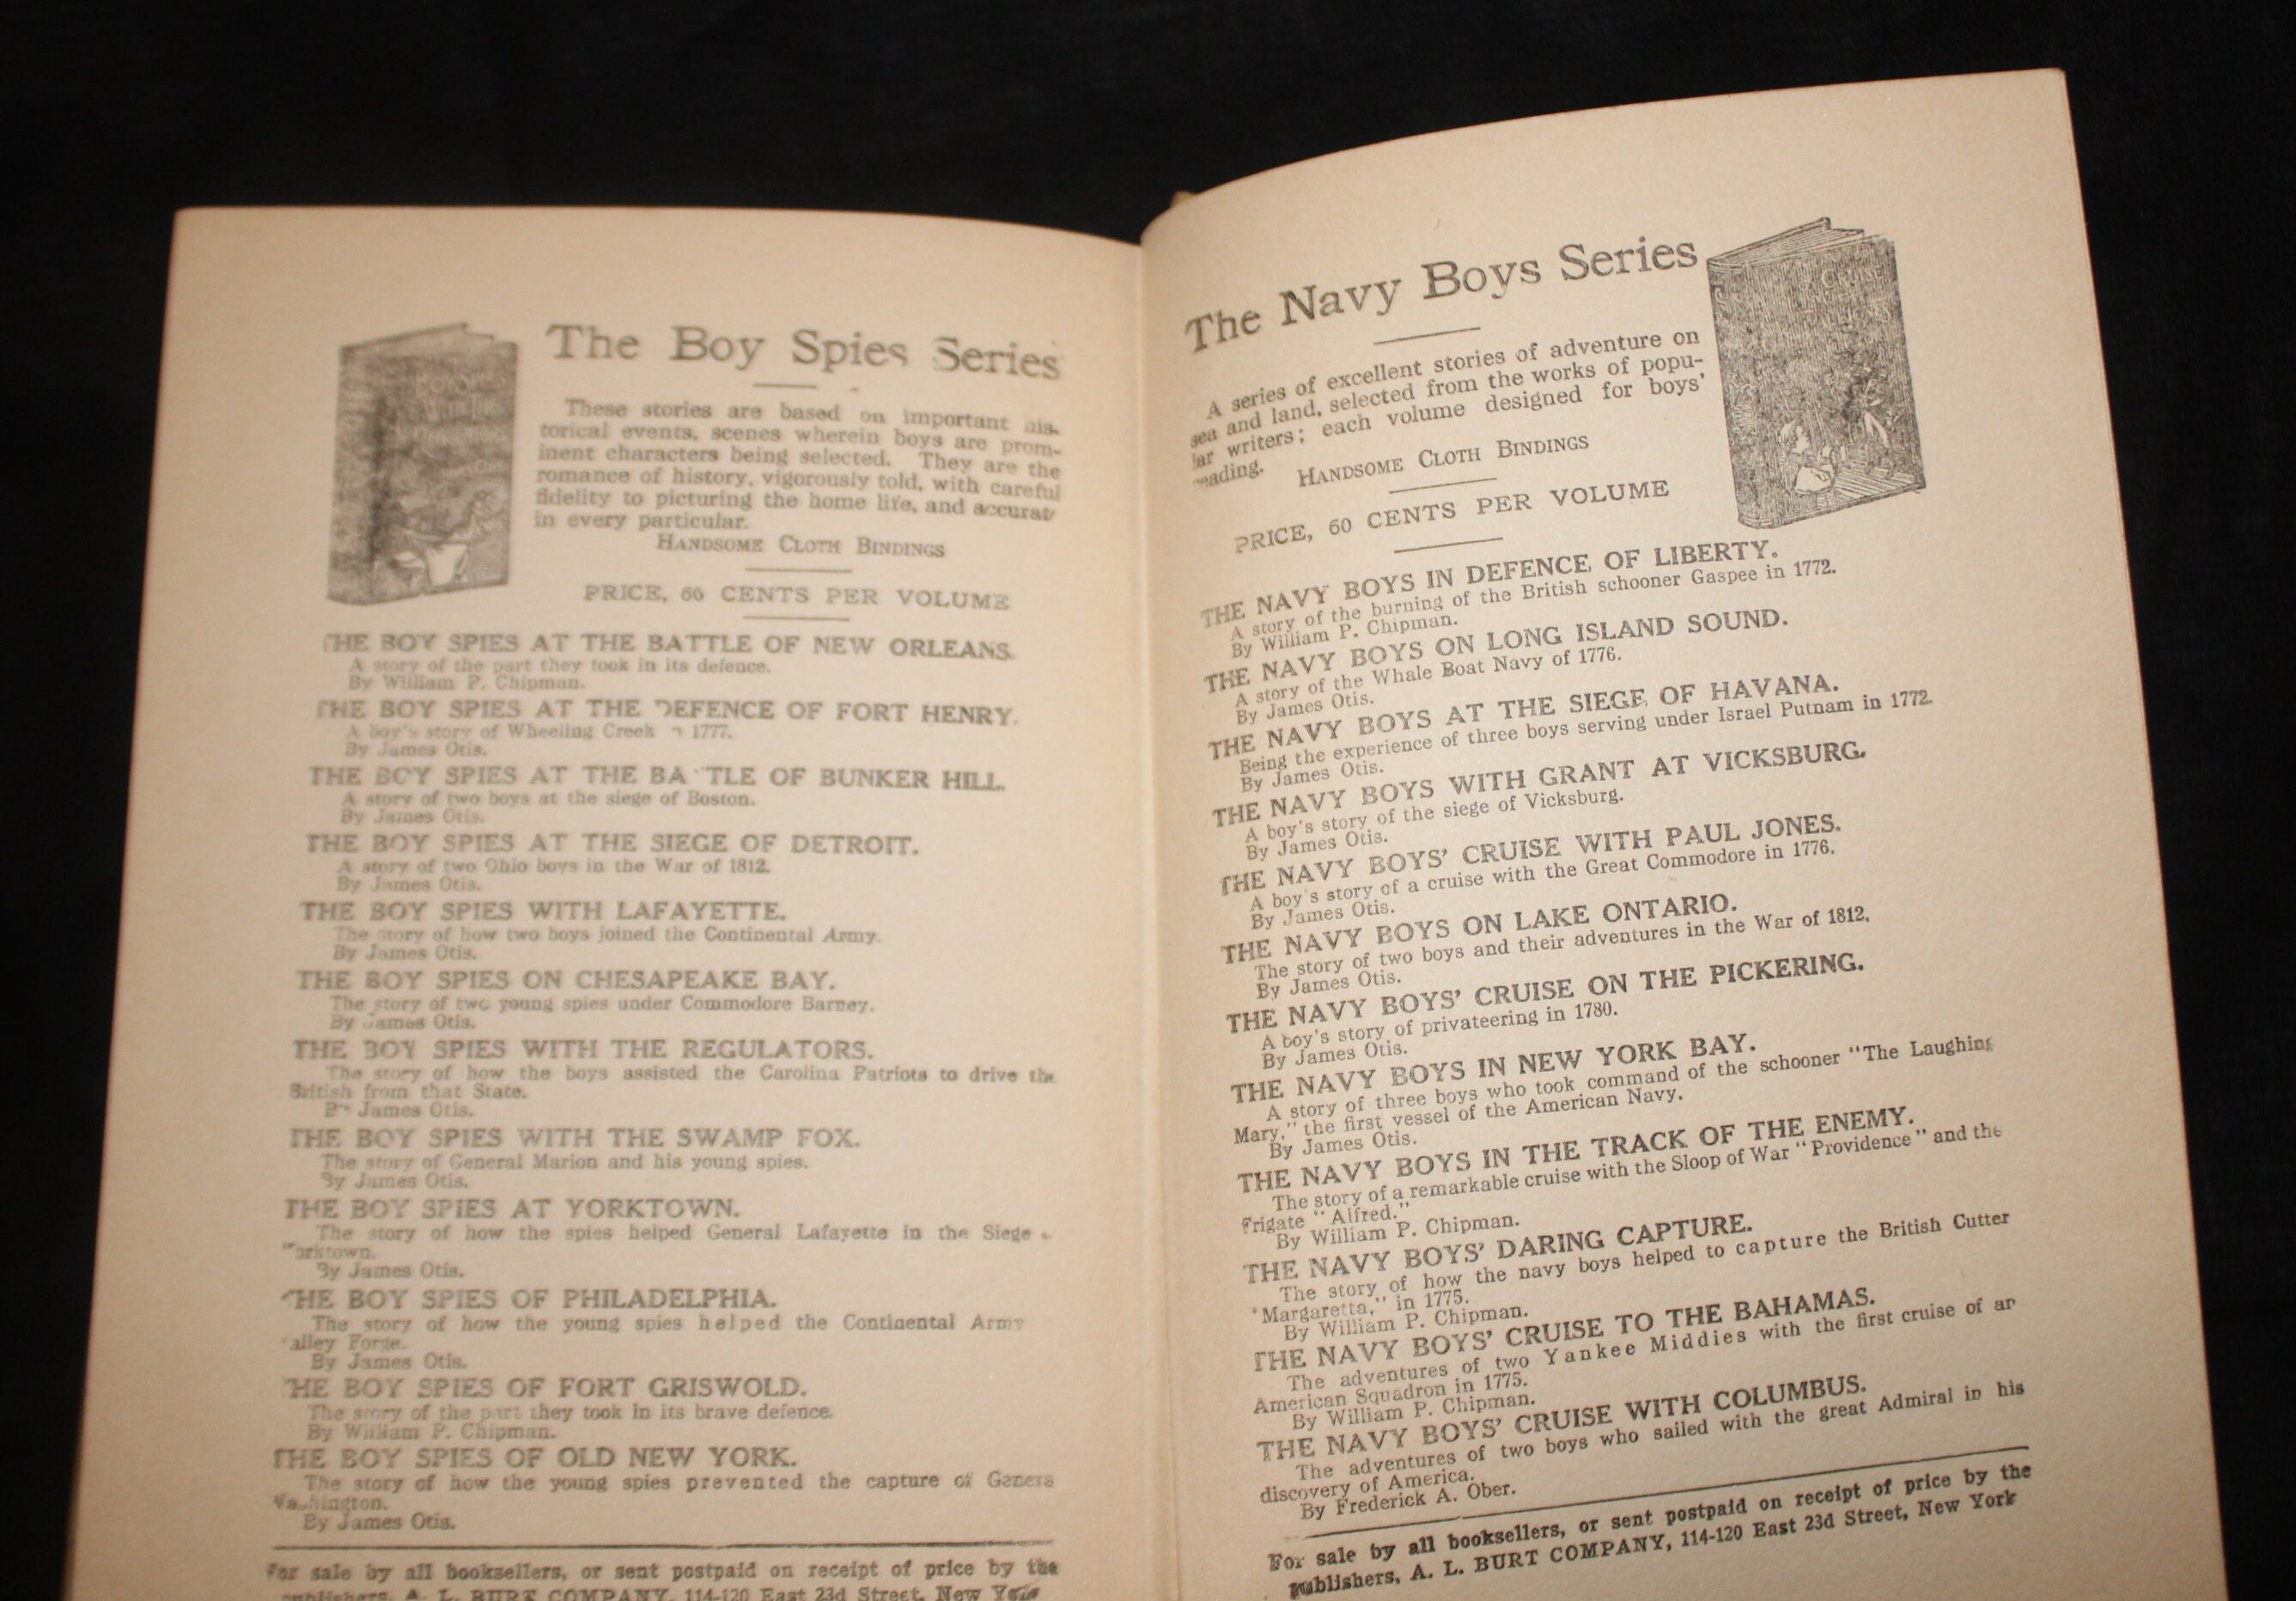 The Boy Spies Series
These stories are based on important his-
torical events, scenes wherein boys are prom-
inent characters being selected. They are the
romance of history, vigorously told, with careful
fidelity to picturing the home life, and accurat
in every particular.
HANDSOME CLOTH BINDINGS
PRICE, 60 CENTS PER VOLUME
THE BOY SPIES AT THE BATTLE OF NEW ORLEANS.
A story of the part they took in its defence.
By William P. Chipman.
THE BOY SPIES AT THE DEFENCE OF FORT HENRY.
A boy's story of Wheeling Creek n 1777.
By James Otis.
THE BOY SPIES AT THE BATTLE OF BUNKER HILL.
A story of two boys at the siege of Boston.
By James Otis.
THE BOY SPIES AT THE SIEGE OF DETROIT.
A story of two Ohio boys in the War of 1812.
By James Otis.
THE BOY SPIES WITH LAFAYETTE.
The story of how two boys joined the Continental Army.
By James Otis.
THE BOY SPIES ON CHESAPEAKE BAY.
The story of two young spies under Commodore Barney.
By James Otis.
THE BOY SPIES WITH THE REGULATORS.
The story of how the boys assisted the Carolina Patriots to drive the
British from that State.
By James Otis.
THE BOY SPIES WITH THE SWAMP FOX.
The story of General Marion and his young spies.
By James Otis.
THE BOY SPIES AT YORKTOWN.
The story of how the spies helped General Lafayette in the Siege
orktown.
By James Otis.
THE BOY SPIES OF PHILADELPHIA.
The story of how the young spies helped the Continental Army
alley Forge.
By James Otis.
THE BOY SPIES OF FORT GRISWOLD.
The story of the part they took in its brave defence.
By William P. Chipman.
THE BOY SPIES OF OLD NEW YORK.
The story of how the young spies prevented the capture of Genera
Washington.
By James Otis.
For sale by all booksellers, or sent postpaid on receipt of price by the
publishers, A. L. BURT COMPANY, 114-120 East 23d Street, New York
The Navy Boys Series
A series of excellent stories of adventure on
sea and land, selected from the works of popu-
lar writers; each volume designed for boys'
reading.
HANDSOME CLOTH BINDINGS
PRICE, 60 CENTS PER VOLUME
THE NAVY BOYS IN DEFENCE OF LIBERTY.
A story of the burning of the British schooner Gaspee in 1772.
By William P. Chipman.
THE NAVY BOYS ON LONG ISLAND SOUND.
A story of the Whale Boat Navy of 1776.
By James Otis.
THE NAVY BOYS AT THE SIEGE OF HAVANA.
Being the experience of three boys serving under Israel Putnam in 1772.
By James Otis.
THE NAVY BOYS WITH GRANT AT VICKSBURG.
A boy's story of the siege of Vicksburg.
By James Otis.
THE NAVY BOYS' CRUISE WITH PAUL JONES.
A boy's story of a cruise with the Great Commodore in 1776.
By James Otis.
THE NAVY BOYS ON LAKE ONTARIO.
The story of two boys and their adventures in the War of 1812.
By James Otis.
THE NAVY BOYS' CRUISE ON THE PICKERING.
A boy's story of privateering in 1780.
By James Otis.
THE NAVY BOYS IN NEW YORK BAY.
A story of three boys who took command of the schooner "The Laughing
Mary," the first vessel of the American Navy.
By James Otis.
THE NAVY BOYS IN THE TRACK OF THE ENEMY.
The story of a remarkable cruise with the Sloop of War "Providence" and the
Frigate "Alfred."
By William P. Chipman.
THE NAVY BOYS' DARING CAPTURE.
The story of how the navy boys helped to capture the British Cutter
"Margaretta," in 1775.
By William P. Chipman.
THE NAVY BOYS' CRUISE TO THE BAHAMAS.
The adventures of two Yankee Middies with the first cruise of an
American Squadron in 1775.
By William P. Chipman.
THE NAVY BOYS' CRUISE WITH COLUMBUS.
The adventures of two boys who sailed with the great Admiral in his
discovery of America.
By Frederick A. Ober.
For sale by all booksellers, or sent postpaid on receipt of price by the
publishers, A. L. BURT COMPANY, 114-120 East 23d Street, New York